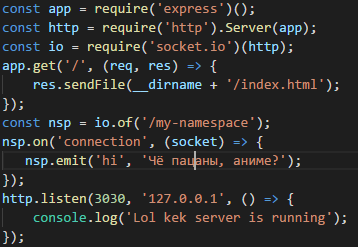 const app = require('express')();
const http = require('http').Server(app);
const io = require('socket.io')(http);
app.get('/', (req, res) => {
    res.sendFile(__dirname + '/index.html');
});
const nsp = io.of('/my-namespace');
nsp.on('connection', (socket) => {
   nsp.emit('hi', 'Чё пацаны, аниме?');
});
http.listen(3030, '127.0.0.1', () => {
    console.log('Lol kek server is running');
});